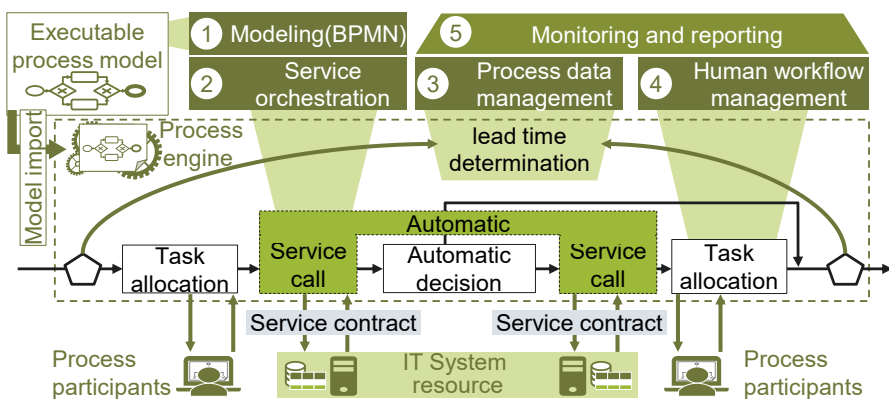 Executable
process model
1 Modeling(BPMN)
5 Monitoring and reporting
2 Service
orchestration
3 Process data
management
4 Human workflow
management
Model import
Process
engine
lead time
determination
Automatic
Task
allocation
Service
call
Automatic
decision
Service
call
Task
allocation
Service contract
Service contract
Process
participants
IT System
resource
Process
participants